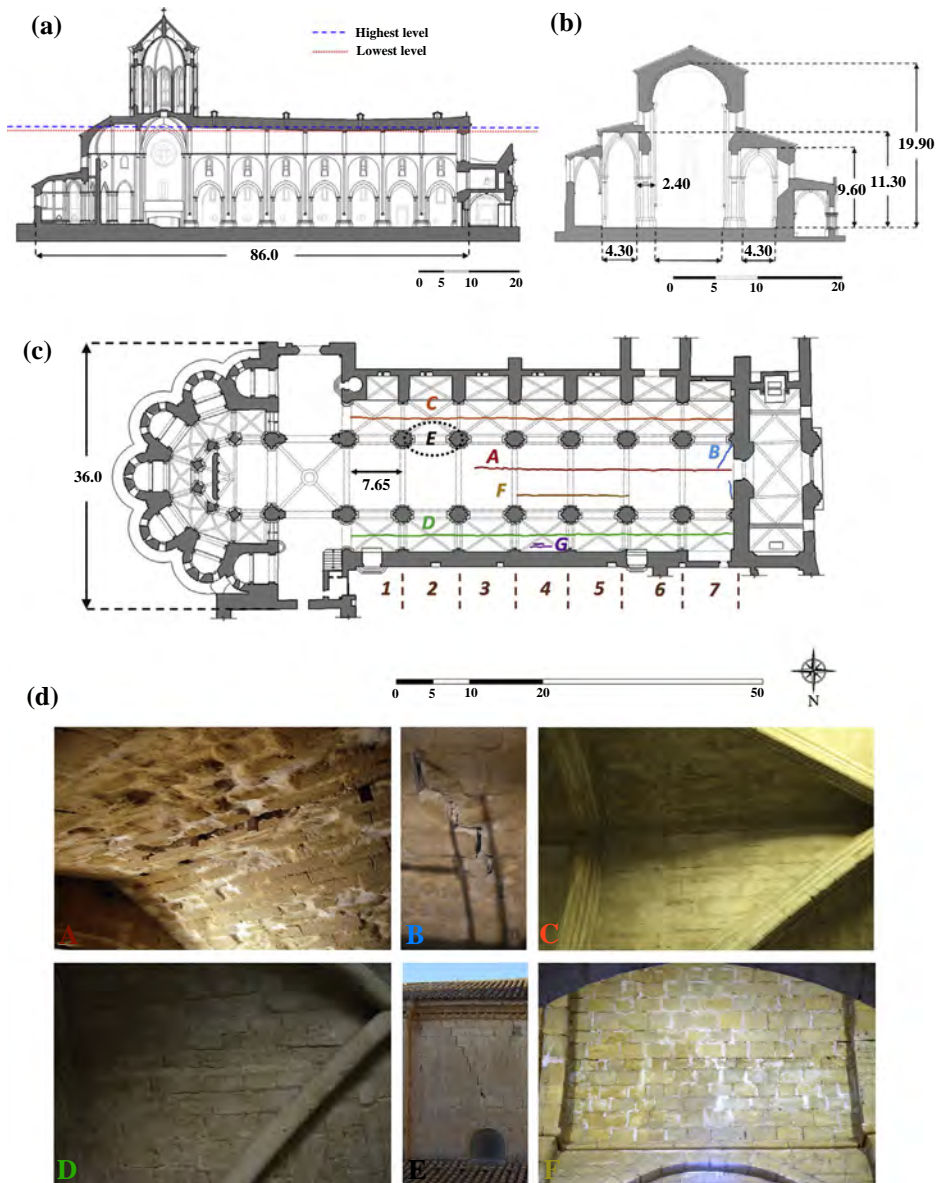 (a)
Highest level
Lowest level
86.0
0 5 10 20
(b)
19.90
11.30
9.60
2.40
4.30 4.30
0 5 10 20
(c)
36.0
C
E
B
A
7.65
F
D
G
1 2 3 4 5 6 7
0 5 10 20 50
N
(d)
A
B
C
D
E
F